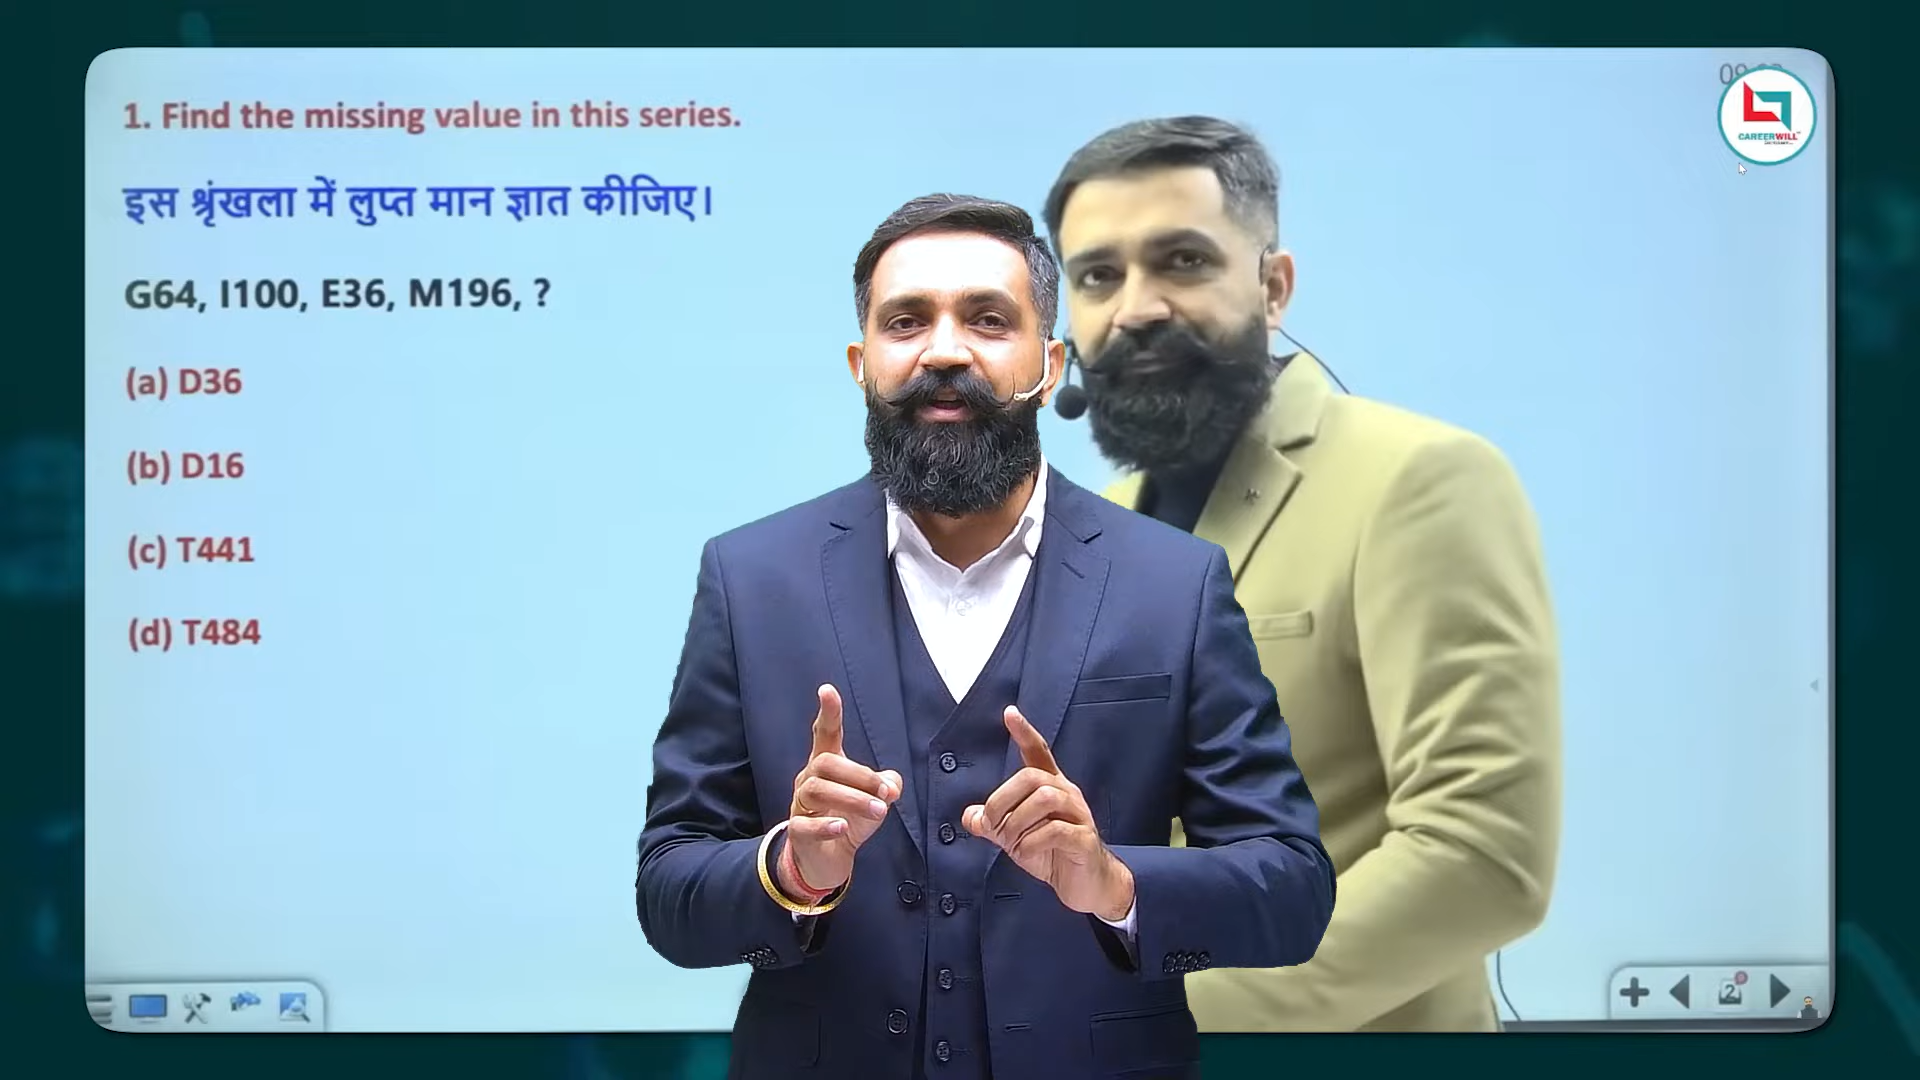 1. Find the missing value in this series.
इस श्रृंखला में लुप्त मान ज्ञात कीजिए।
G64, I100, E36, M196, ?
(a) D36
(b) D16
(c) T441
(d) T484
CAREERWILL
2